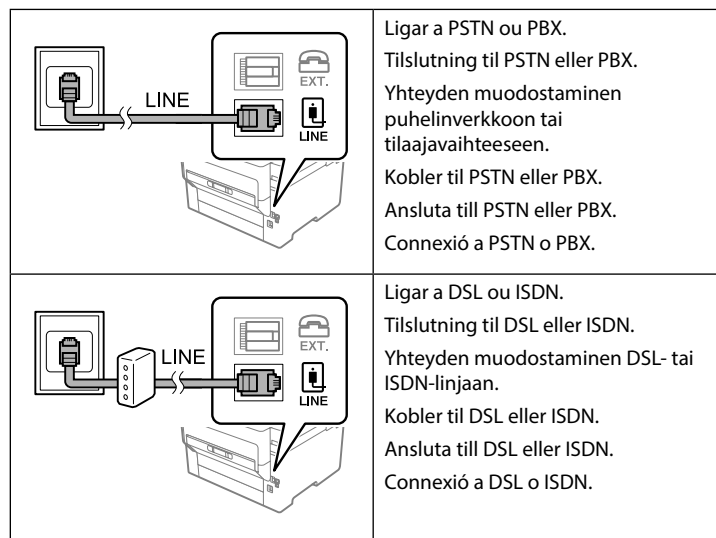 LINE
EXT.
LINE
Ligar a PSTN ou PBX.
Tilslutning til PSTN eller PBX.
Yhteyden muodostaminen
puhelinverkkoon tai
tilaajavaihteeseen.
Kobler til PSTN eller PBX.
Ansluta till PSTN eller PBX.
Connexió a PSTN o PBX.
LINE
EXT.
LINE
Ligar a DSL ou ISDN.
Tilslutning til DSL eller ISDN.
Yhteyden muodostaminen DSL- tai
ISDN-linjaan.
Kobler til DSL eller ISDN.
Ansluta till DSL eller ISDN.
Connexió a DSL o ISDN.